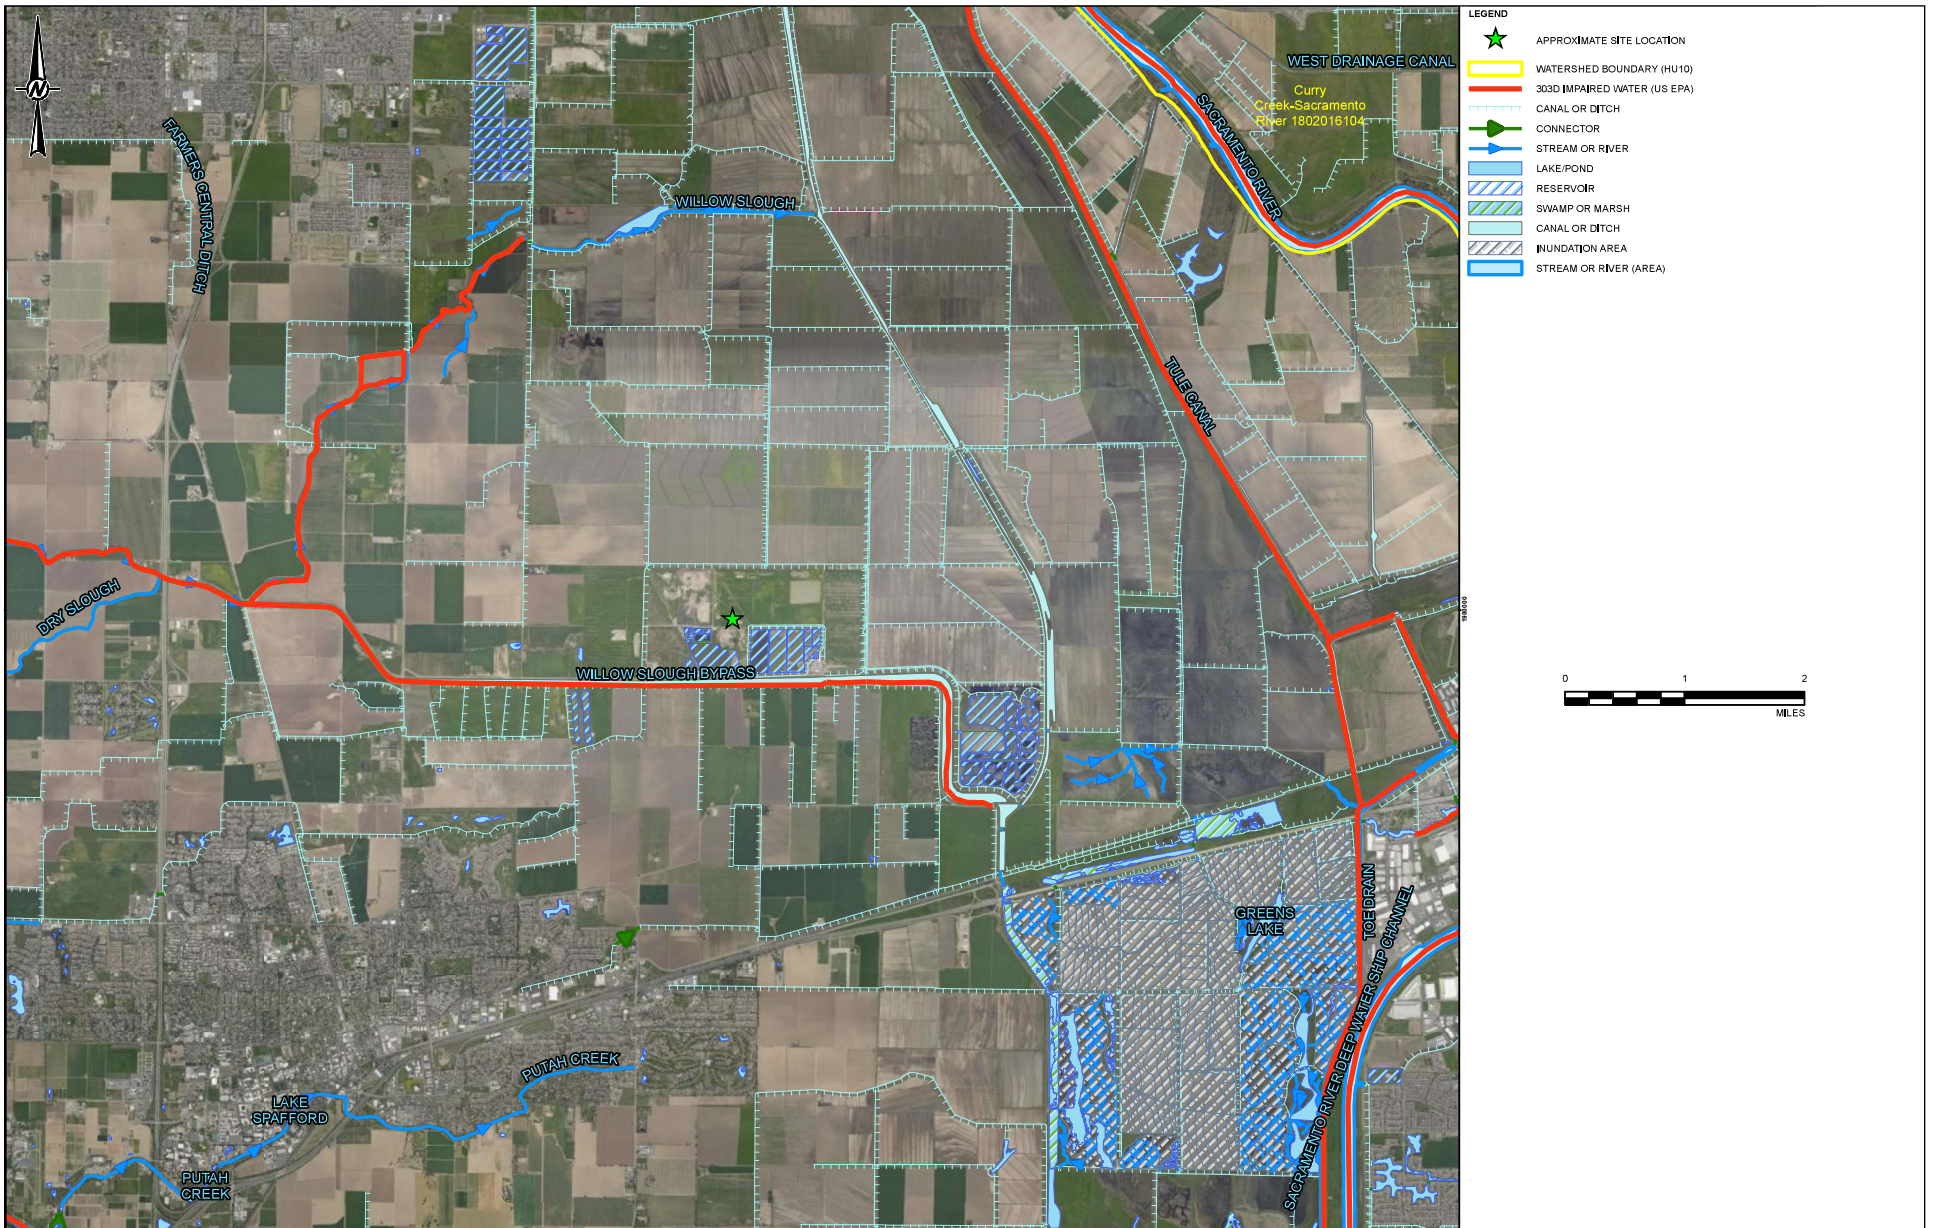 N
FARMERS CENTRAL DITCH
WILLOW SLOUGH
WEST DRAINAGE CANAL
Curry
Creek-Sacramento
River 1802016104
SACRAMENTO RIVER
TULE CANAL
DRY SLOUGH
WILLOW SLOUGH BYPASS
GREENS
LAKE
TOE DRAIN
SACRAMENTO RIVER DEEP WATER SHIP CHANNEL
PUTAH CREEK
LAKE
SPAFFORD
PUTAH
CREEK
LEGEND
APPROXIMATE SITE LOCATION
WATERSHED BOUNDARY (HU10)
303D IMPAIRED WATER (US EPA)
CANAL OR DITCH
CONNECTOR
STREAM OR RIVER
LAKE/POND
RESERVOIR
SWAMP OR MARSH
CANAL OR DITCH
INUNDATION AREA
STREAM OR RIVER (AREA)
0 1 2
MILES